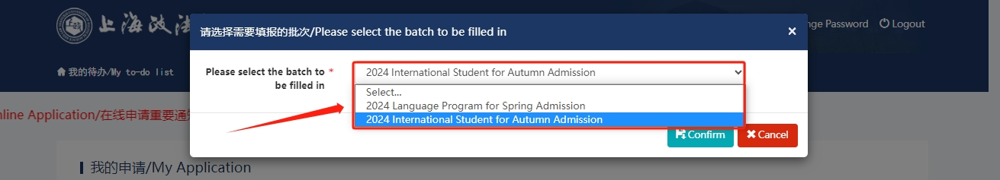 上海政法
请选择需要填报的批次/Please select the batch to be filled in
nge Password
Logout
我的待办/My to-do list
Please select the batch to be filled in *
2024 International Student for Autumn Admission
Select...
2024 Language Program for Spring Admission
2024 International Student for Autumn Admission
nline Application/在线申请重要通知
Confirm
Cancel
我的申请/My Application